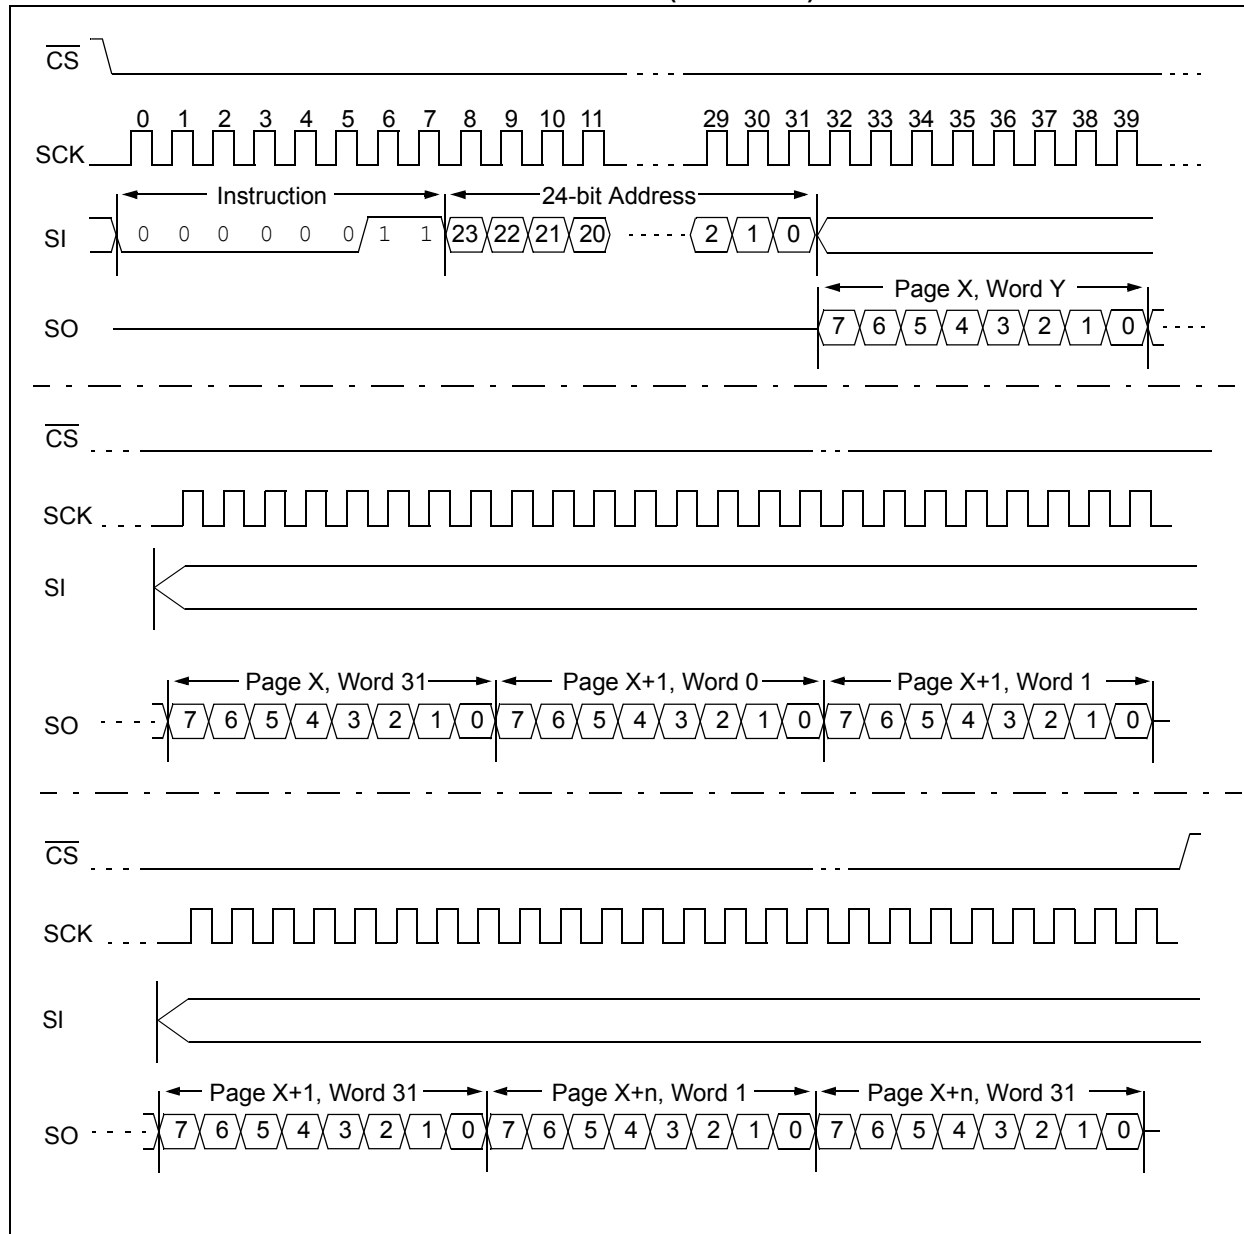 CS
0 1 2 3 4 5 6 7 8 9 10 11 29 30 31 32 33 34 35 36 37 38 39
SCK
Instruction 24-bit Address
SI 0 0 0 0 0 0 1 1 23 22 21 20 2 1 0
Page X, Word Y
SO 7 6 5 4 3 2 1 0
CS
SCK
SI
Page X, Word 31 Page X+1, Word 0 Page X+1, Word 1
SO 7 6 5 4 3 2 1 0 7 6 5 4 3 2 1 0 7 6 5 4 3 2 1 0
CS
SCK
SI
Page X+1, Word 31 Page X+n, Word 1 Page X+n, Word 31
SO 7 6 5 4 3 2 1 0 7 6 5 4 3 2 1 0 7 6 5 4 3 2 1 0